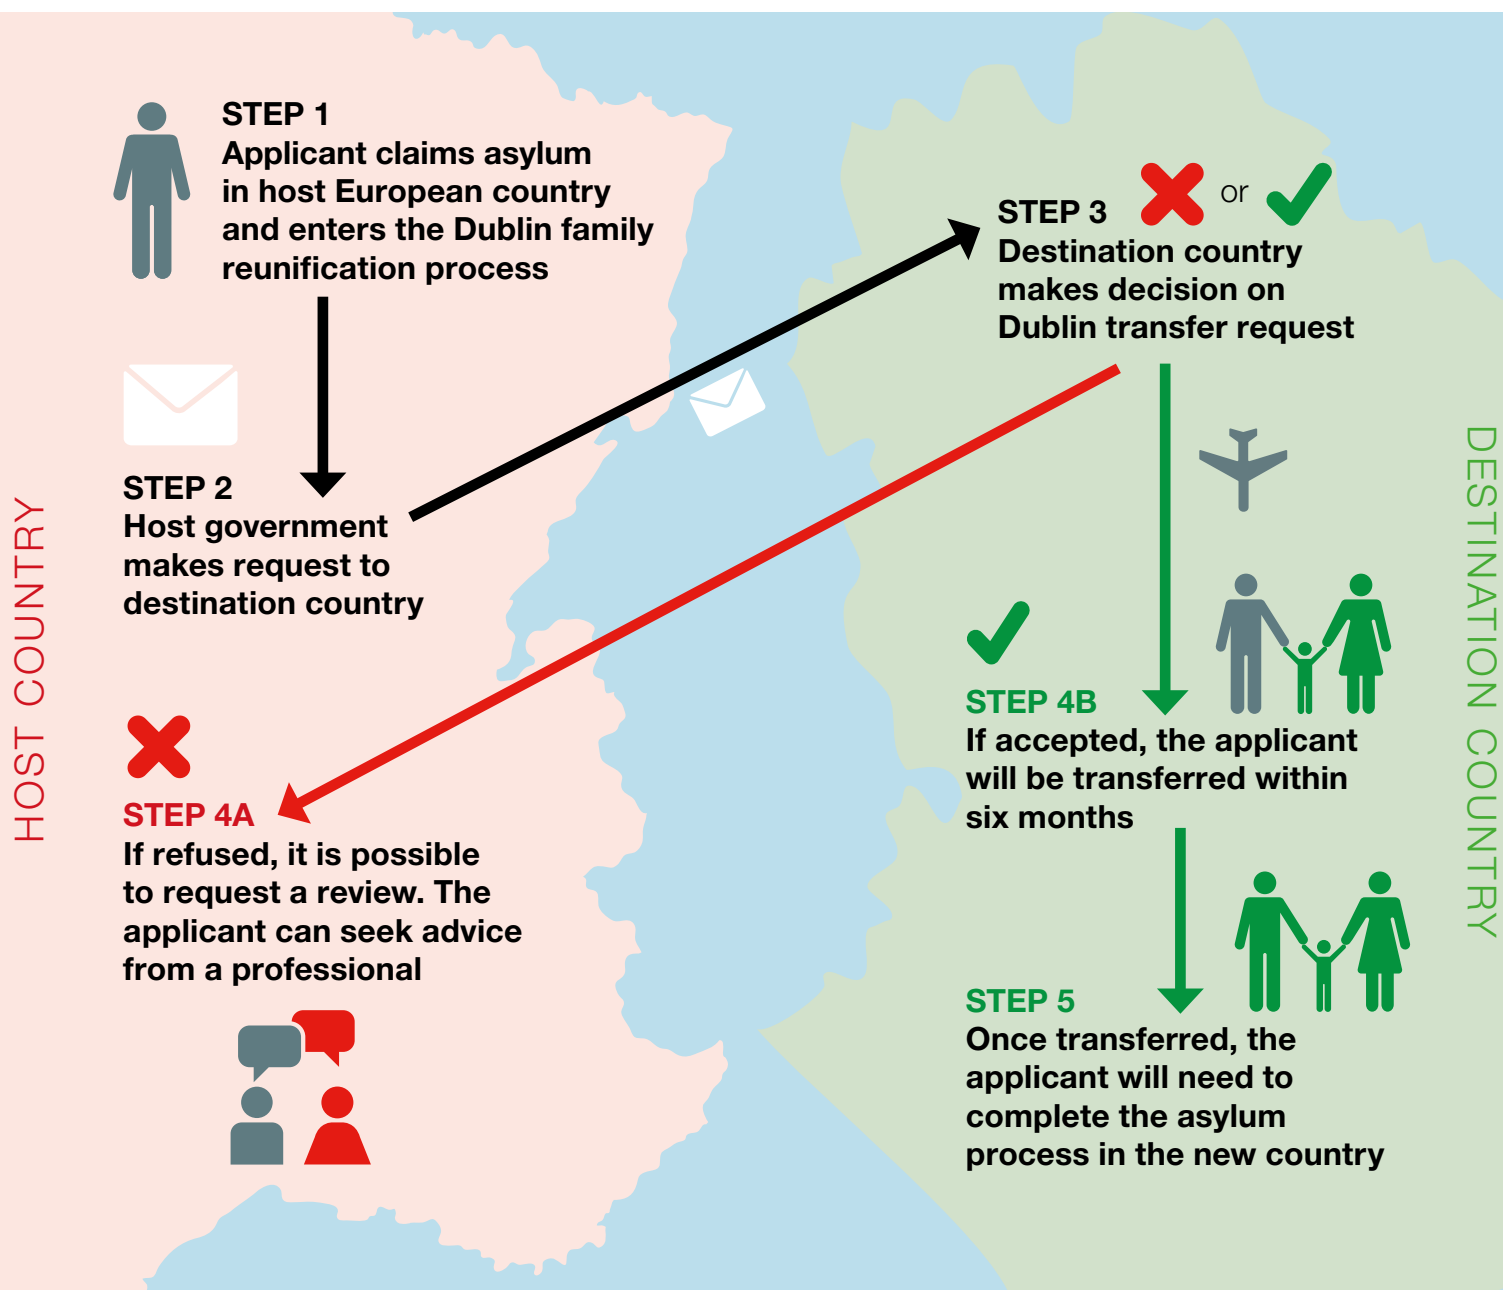 HOST COUNTRY
STEP 1
Applicant claims asylum
in host European country
and enters the Dublin family
reunification process
STEP 2
Host government
makes request to
destination country
or
STEP 3
Destination country
makes decision on
Dublin transfer request
STEP 4A
If refused, it is possible
to request a review. The
applicant can seek advice
from a professional
STEP 4B
If accepted, the applicant
will be transferred within
six months
STEP 5
Once transferred, the
applicant will need to
complete the asylum
process in the new country
DESTINATION COUNTRY